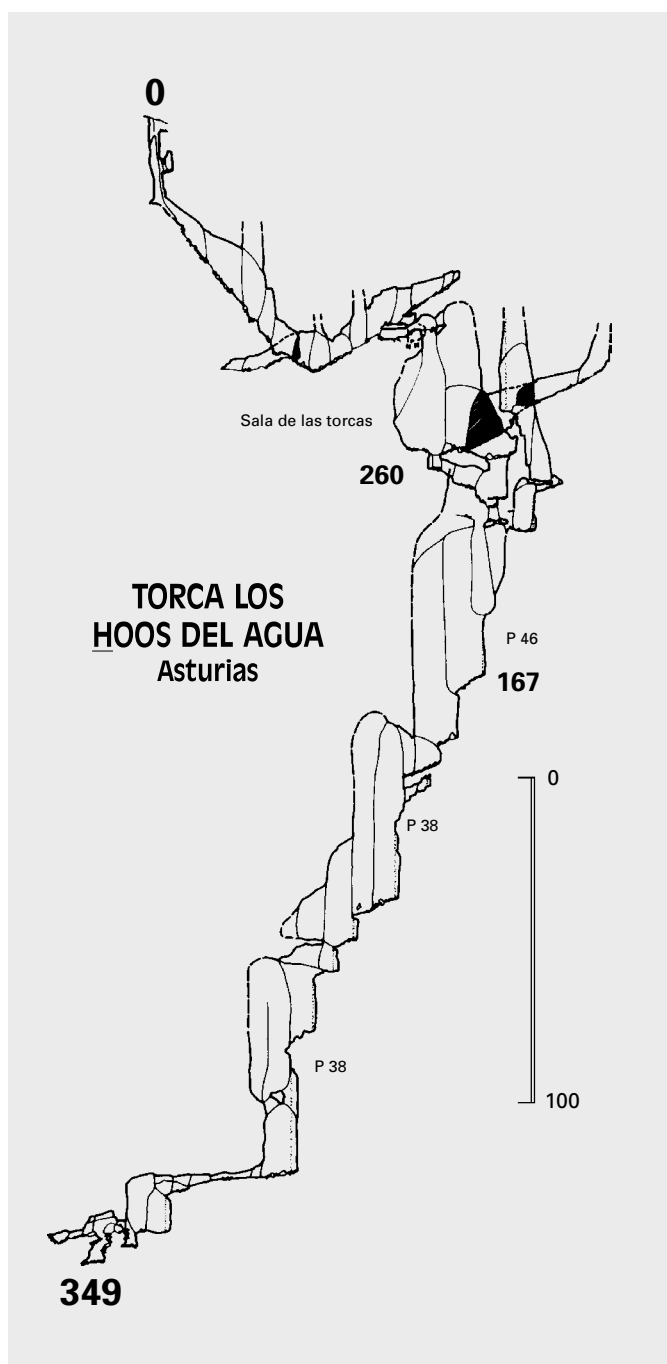 0
Sala de las torcas
260
TORCA LOS
HOOS DEL AGUA
Asturias
P 46
167
0
P 38
P 38
100
349